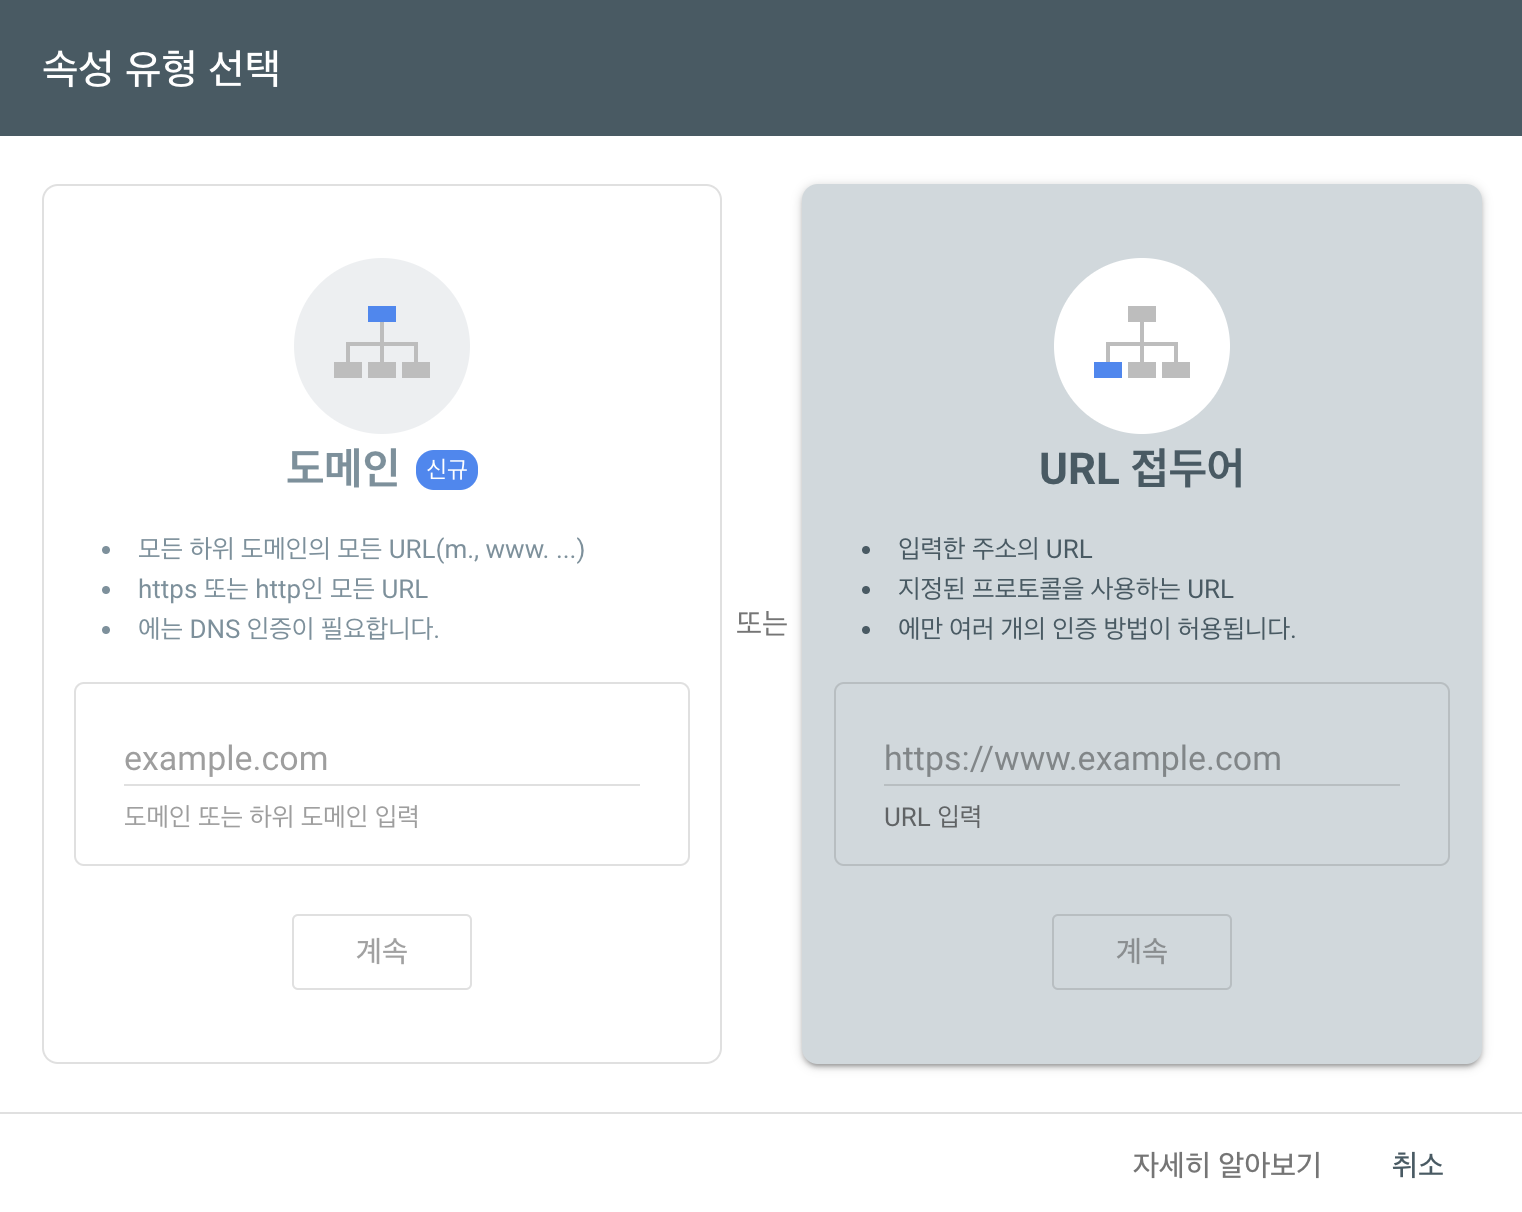 속성 유형 선택
도메인 신규
모든 하위 도메인의 모든 URL(m., www. ...)
https 또는 http인 모든 URL
에는 DNS 인증이 필요합니다.
example.com
도메인 또는 하위 도메인 입력
계속
또는
URL 접두어
입력한 주소의 URL
지정된 프로토콜을 사용하는 URL
에만 여러 개의 인증 방법이 허용됩니다.
https://www.example.com
URL 입력
계속
자세히 알아보기 취소